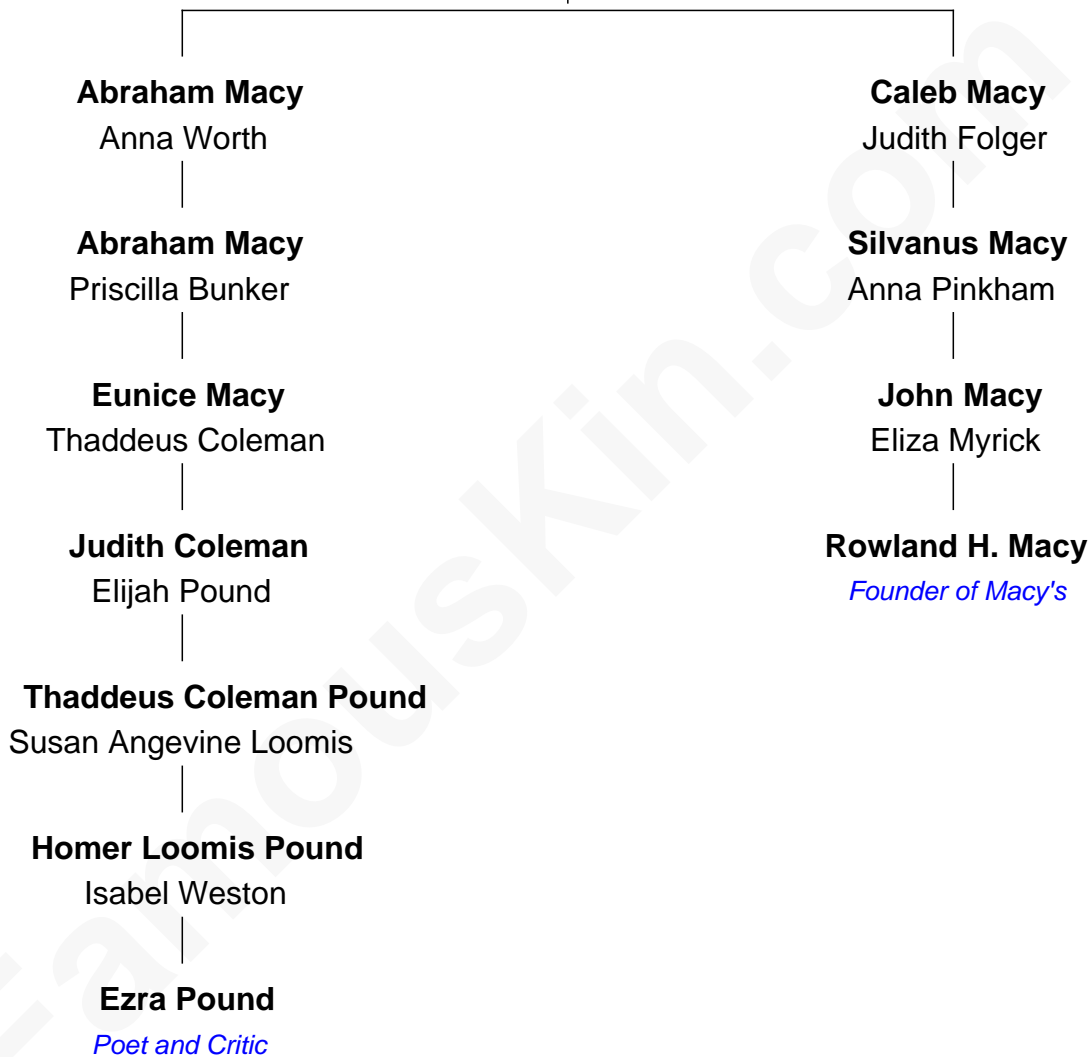 Abraham Macy
Anna Worth
Abraham Macy
Priscilla Bunker
Eunice Macy
Thaddeus Coleman
Judith Coleman
Elijah Pound
Thaddeus Coleman Pound
Susan Angevine Loomis
Homer Loomis Pound
Isabel Weston
Ezra Pound
Poet and Critic
Caleb Macy
Judith Folger
Silvanus Macy
Anna Pinkham
John Macy
Eliza Myrick
Rowland H. Macy
Founder of Macy's
FamousKin.com